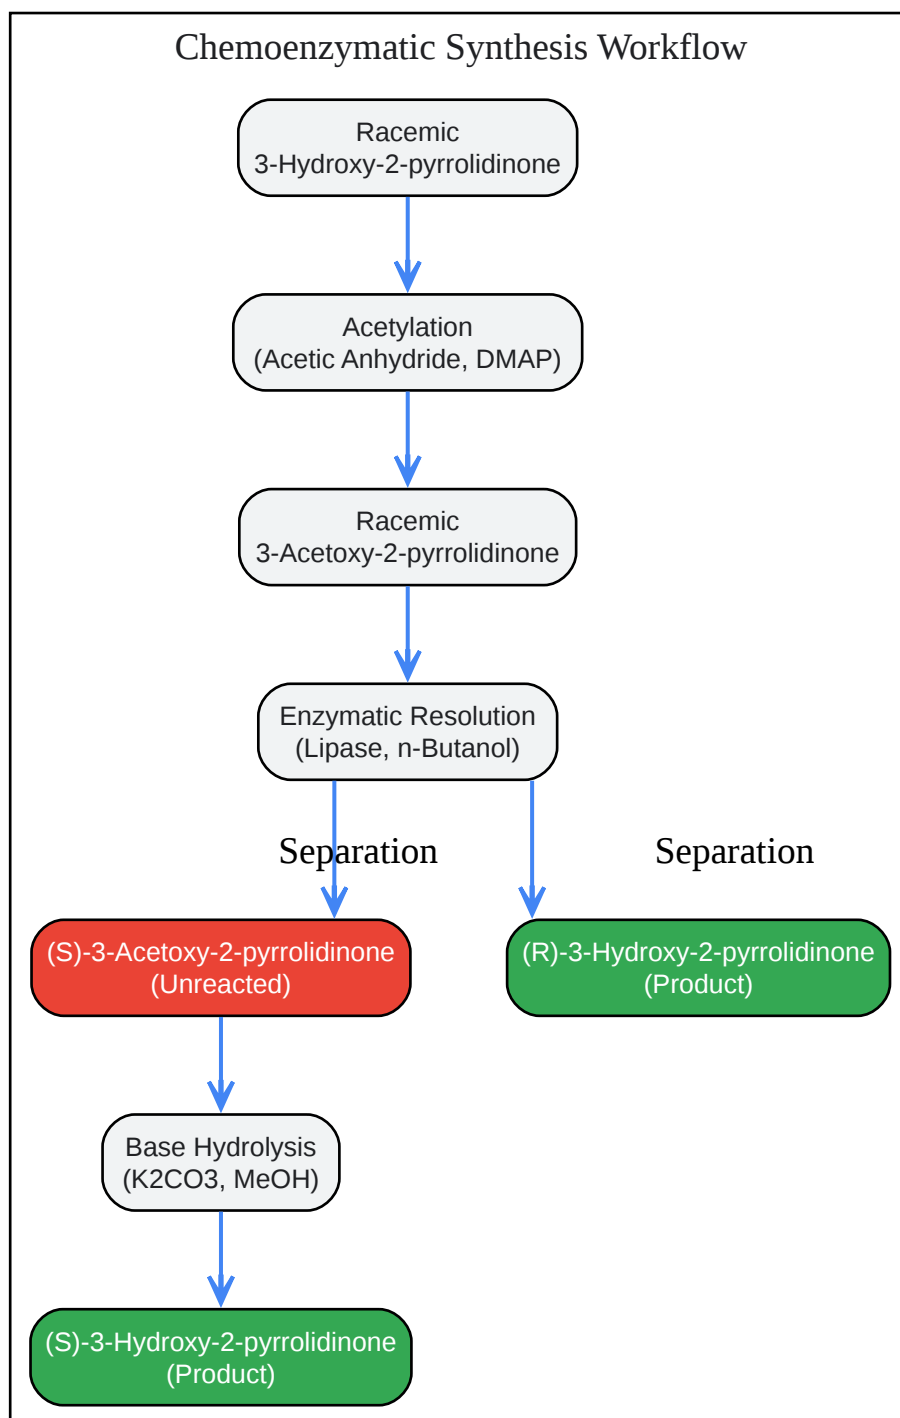 Chemoenzymatic Synthesis Workflow
Racemic
3-Hydroxy-2-pyrrolidinone
Acetylation
(Acetic Anhydride, DMAP)
Racemic
3-Acetoxy-2-pyrrolidinone
Enzymatic Resolution
(Lipase, n-Butanol)
Separation
Separation
(S)-3-Acetoxy-2-pyrrolidinone
(Unreacted)
(R)-3-Hydroxy-2-pyrrolidinone
(Product)
Base Hydrolysis
(K2CO3, MeOH)
(S)-3-Hydroxy-2-pyrrolidinone
(Product)